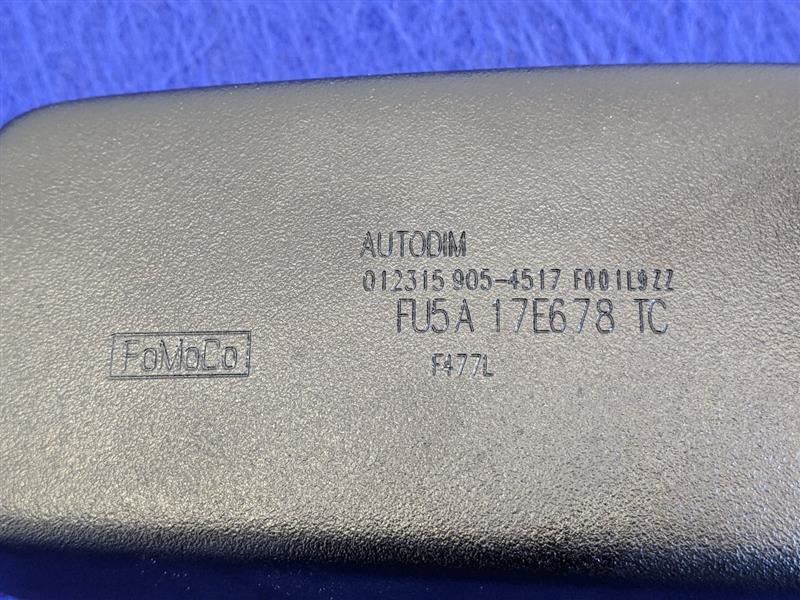 AUTODIM
012315 905-4517 F001L9ZZ
FU5A 17E678 TC
FoMoCo
F477L